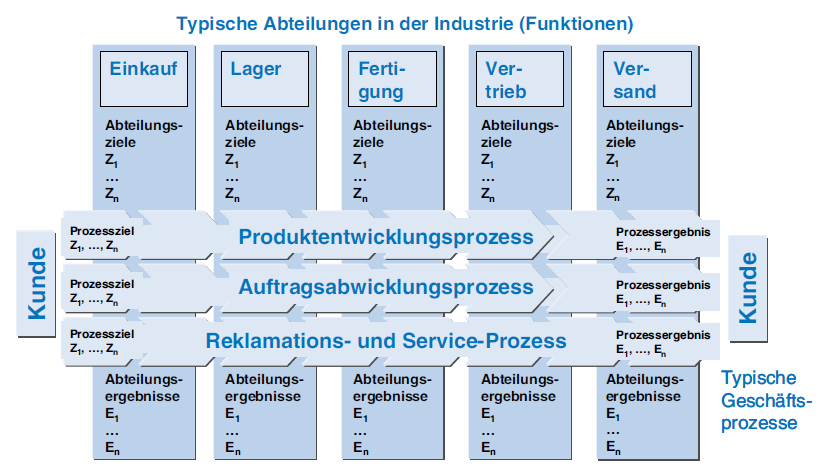 Typische Abteilungen in der Industrie (Funktionen)
Einkauf
Lager
Ferti-
gung
Ver-
trieb
Ver-
sand
Abteilungs-
ziele
Z1
...
Zn
Abteilungs-
ziele
Z1
...
Zn
Abteilungs-
ziele
Z1
...
Zn
Abteilungs-
ziele
Z1
...
Zn
Abteilungs-
ziele
Z1
...
Zn
Kunde
Prozessziel
Z1, ..., Zn
Produktentwicklungsprozess
Prozessergebnis
E1, ..., En
Prozessziel
Z1, ..., Zn
Auftragsabwicklungsprozess
Prozessergebnis
E1, ..., En
Prozessziel
Z1, ..., Zn
Reklamations- und Service-Prozess
Prozessergebnis
E1, ..., En
Kunde
Abteilungs-
ergebnisse
E1
...
En
Abteilungs-
ergebnisse
E1
...
En
Abteilungs-
ergebnisse
E1
...
En
Abteilungs-
ergebnisse
E1
...
En
Abteilungs-
ergebnisse
E1
...
En
Typische
Geschäfts-
prozesse